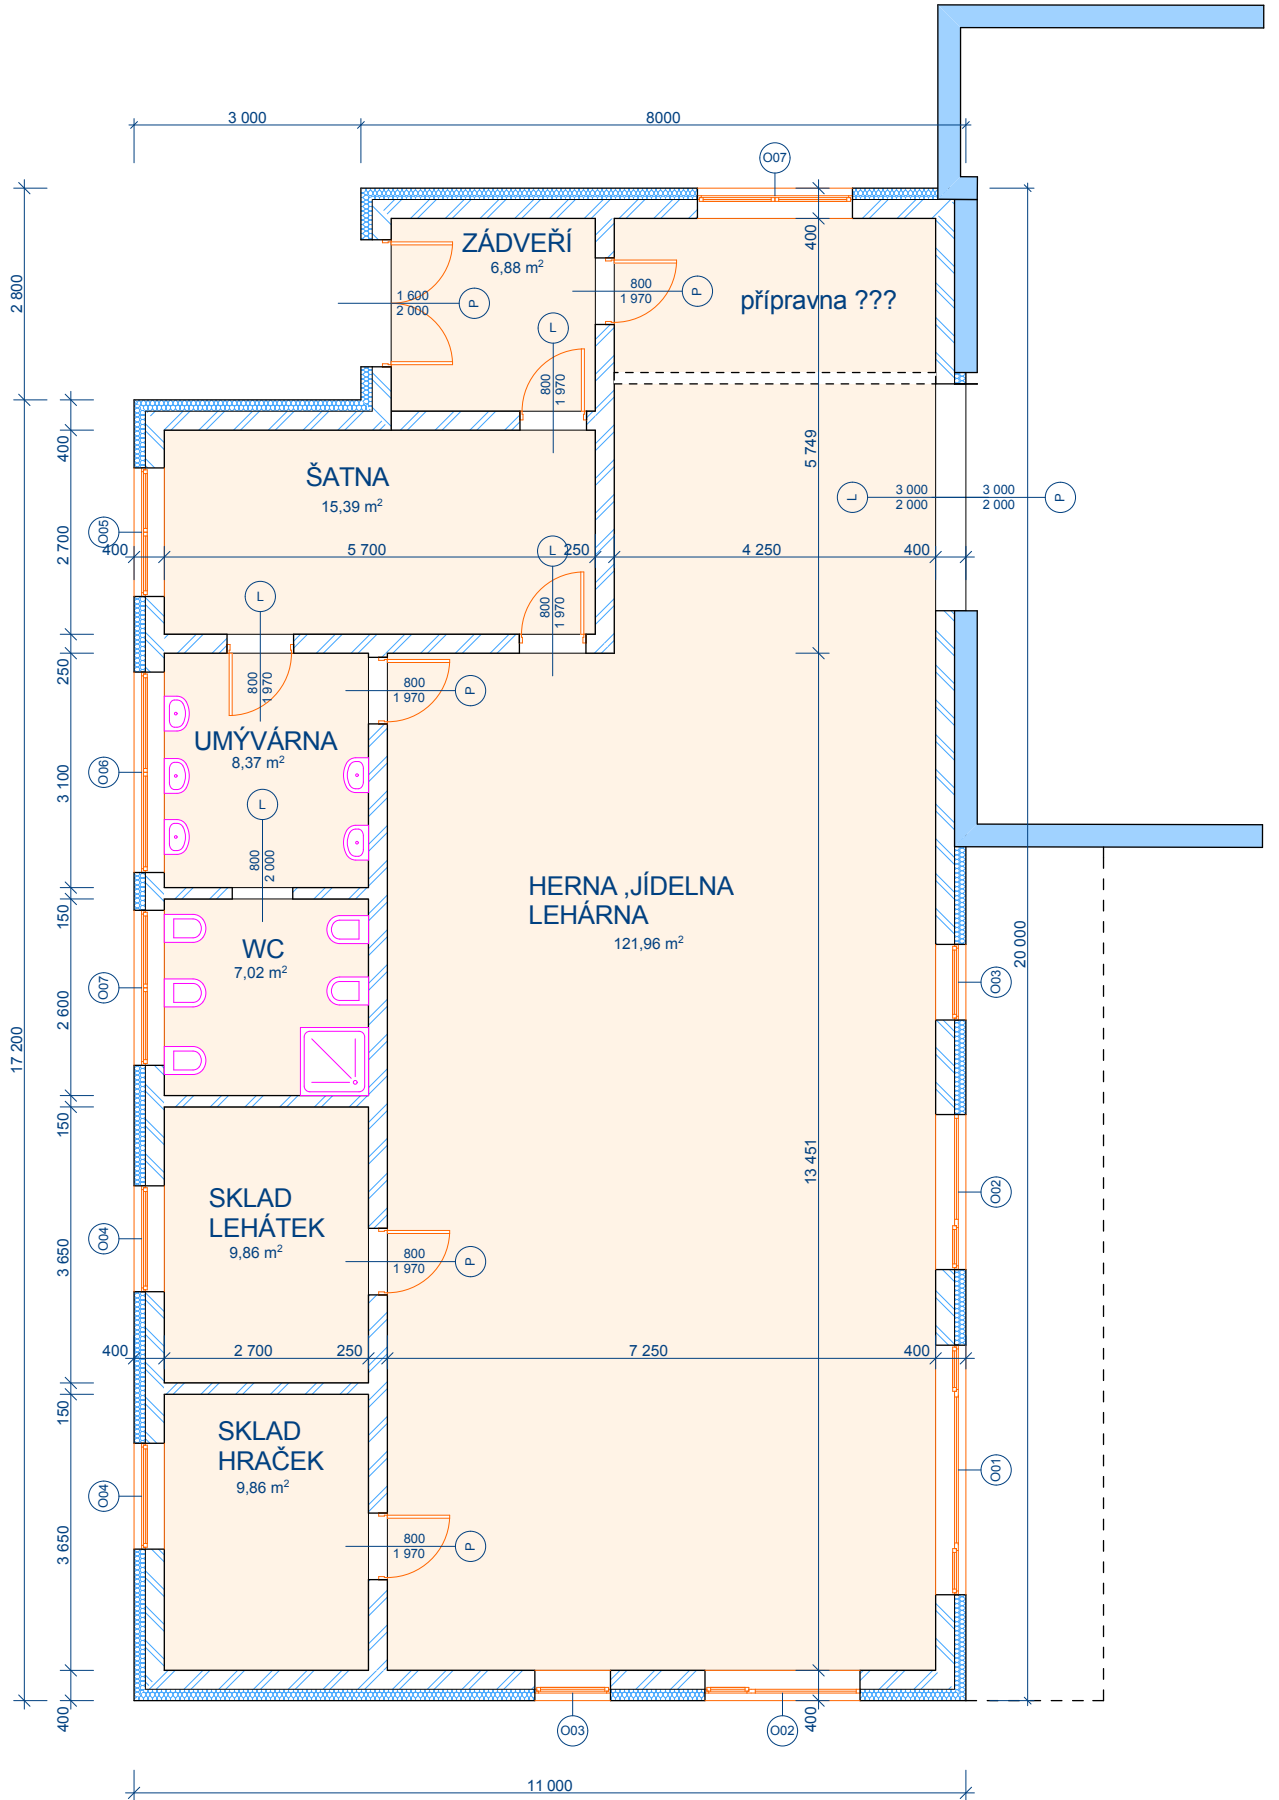 3 000
8000
O07
2 800
400
ZÁDVEŘÍ
6,88 m²
1 600
2 000
P
800
1 970
P
přípravna ???
L
800
1 970
400
ŠATNA
15,39 m²
5 749
L
3 000
2 000
3 000
2 000
P
O05
2 700
400
5 700
L
250
4 250
400
L
800
1 970
250
800
1 970
800
1 970
P
UMÝVÁRNA
8,37 m²
O06
3 100
L
800
2 000
HERNA ,JÍDELNA
LEHÁRNA
121,96 m²
150
WC
7,02 m²
20 000
O03
O07
2 600
17 200
150
13 451
O02
SKLAD
LEHÁTEK
9,86 m²
O04
3 650
800
1 970
P
400
2 700
250
7 250
400
150
SKLAD
HRAČEK
9,86 m²
O01
O04
3 650
800
1 970
P
400
O03
O02
400
11 000